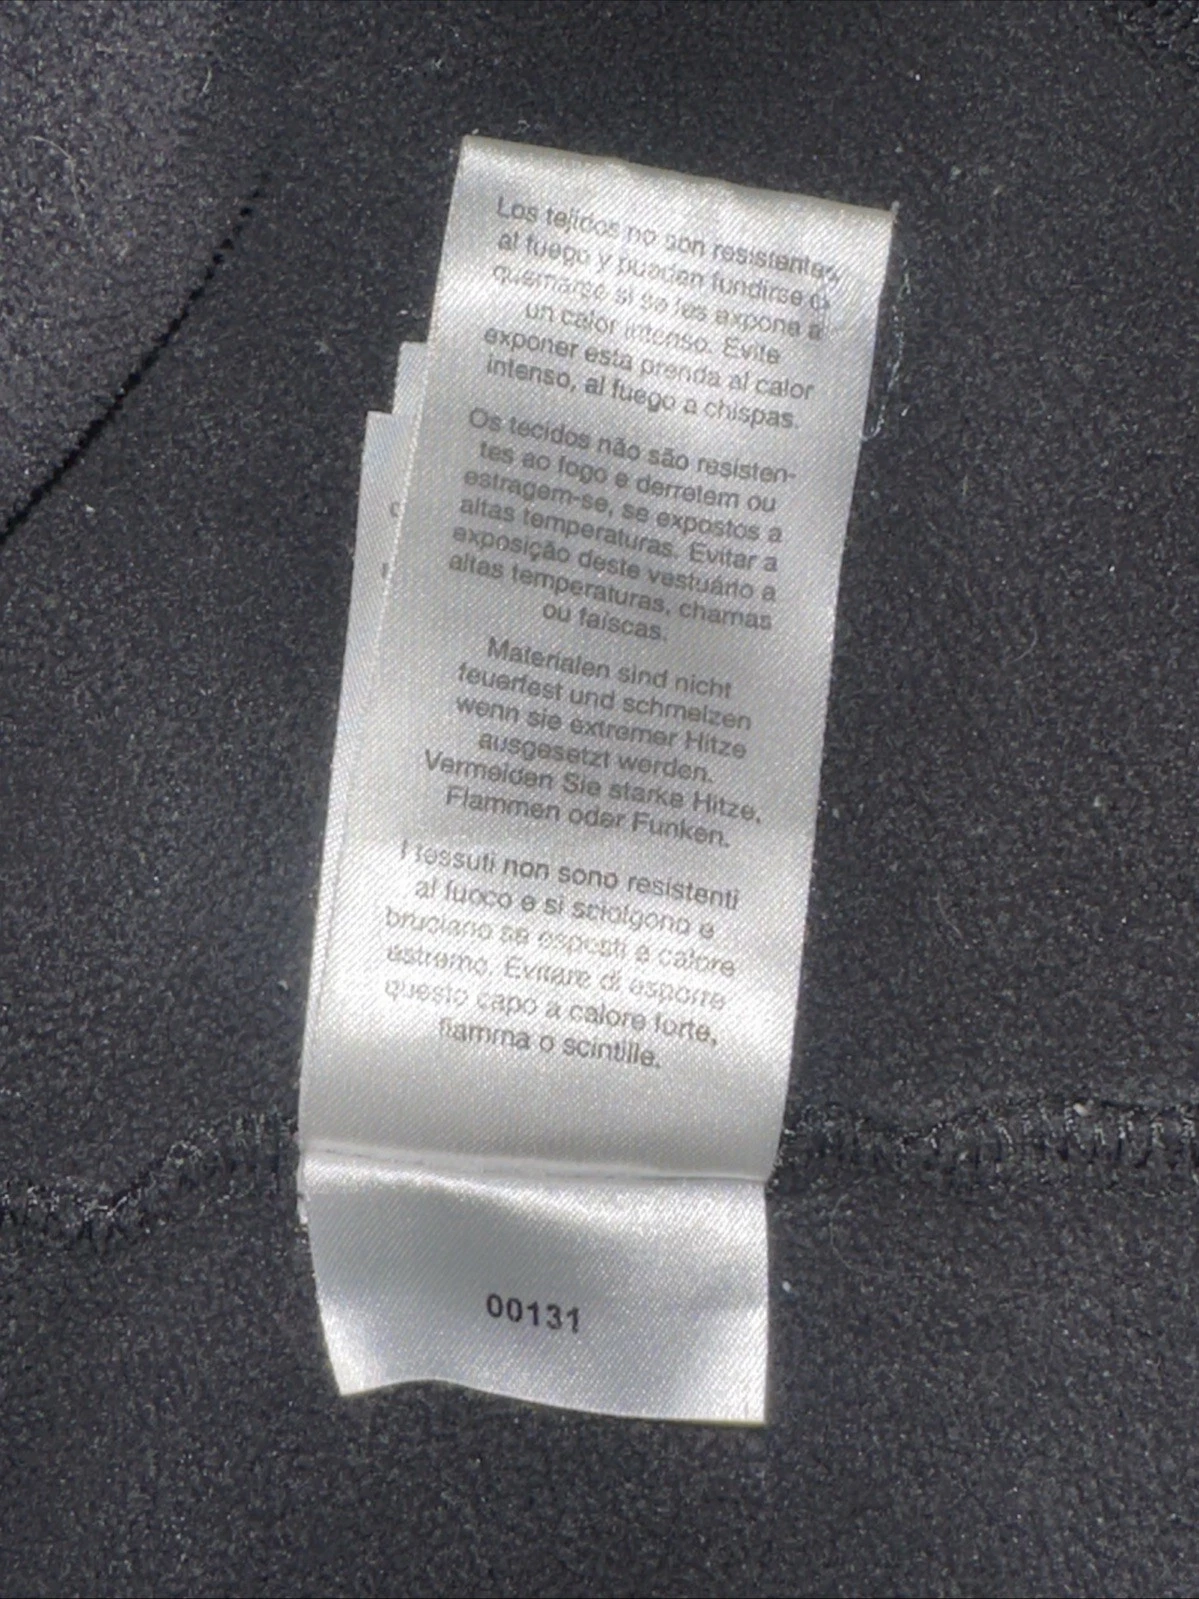 Los tejidos no son resistentes
al fuego y pueden fundirse o
quemarse si se les expone a
un calor intenso. Evite
exponer esta prenda al calor
intenso, al fuego a chispas.
Os tecidos não são resisten-
tes ao fogo e derretem ou
estragem-se, se expostos a
altas temperaturas. Evitar a
exposição deste vestuário a
altas temperaturas, chamas
ou faíscas.
Materialen sind nicht
feuerfest und schmelzen
wenn sie extremer Hitze
ausgesetzt werden.
Vermeiden Sie starke Hitze,
Flammen oder Funken.
I tessuti non sono resistenti
al fuoco e si sciolgono e
bruciano se esposti a calore
estremo. Evitare di esporre
questo capo a calore forte,
fiamma o scintille.
00131